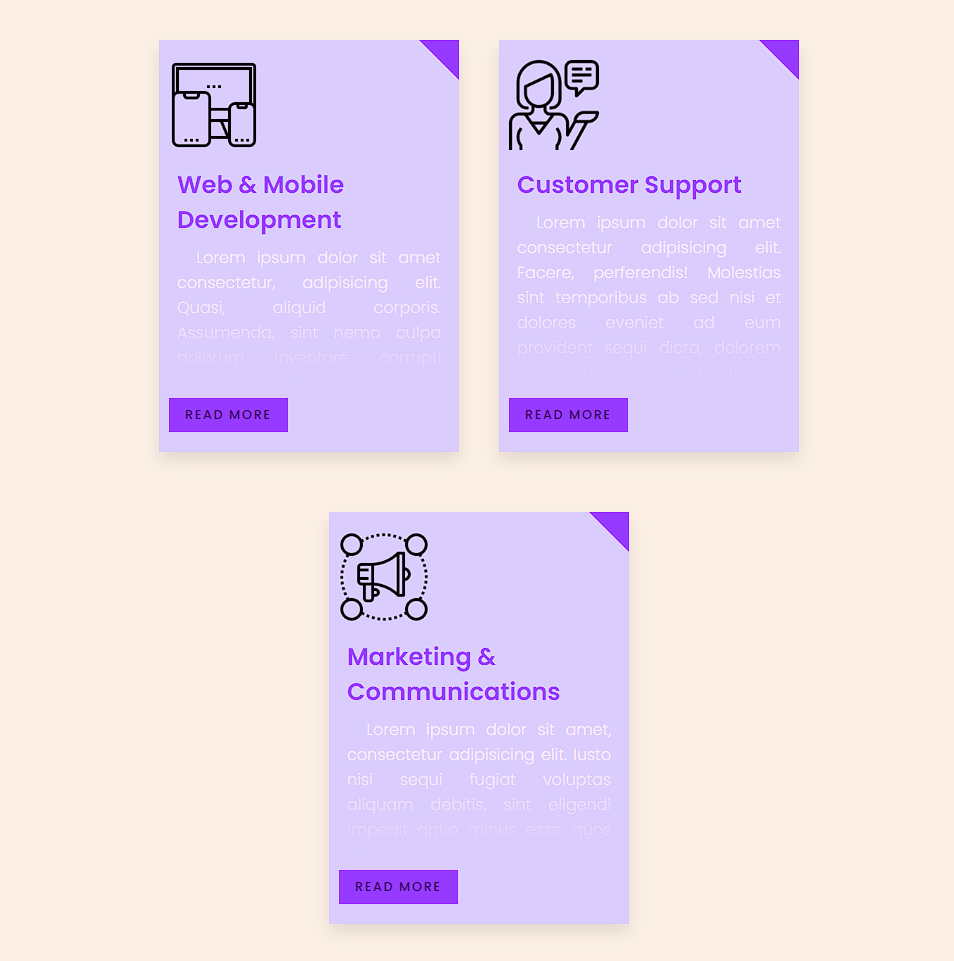 Web & Mobile
Development
Lorem ipsum dolor sit amet
consectetur, adipisicing elit.
Quasi, aliquid corporis.
Assumenda, sint nemo culpa
dolorum inventore corrupti
READ MORE
Customer Support
Lorem ipsum dolor sit amet
consectetur adipisicing elit.
Facere, perferendis! Molestias
sint temporibus ab sed nisi et
dolores eveniet ad eum
provident sequi dicta, dolorem
READ MORE
Marketing &
Communications
Lorem ipsum dolor sit amet,
consectetur adipisicing elit. Iusto
nisi sequi fugiat voluptas
aliquam debitis, sint eligendi
impedit optio minus esse quos
READ MORE